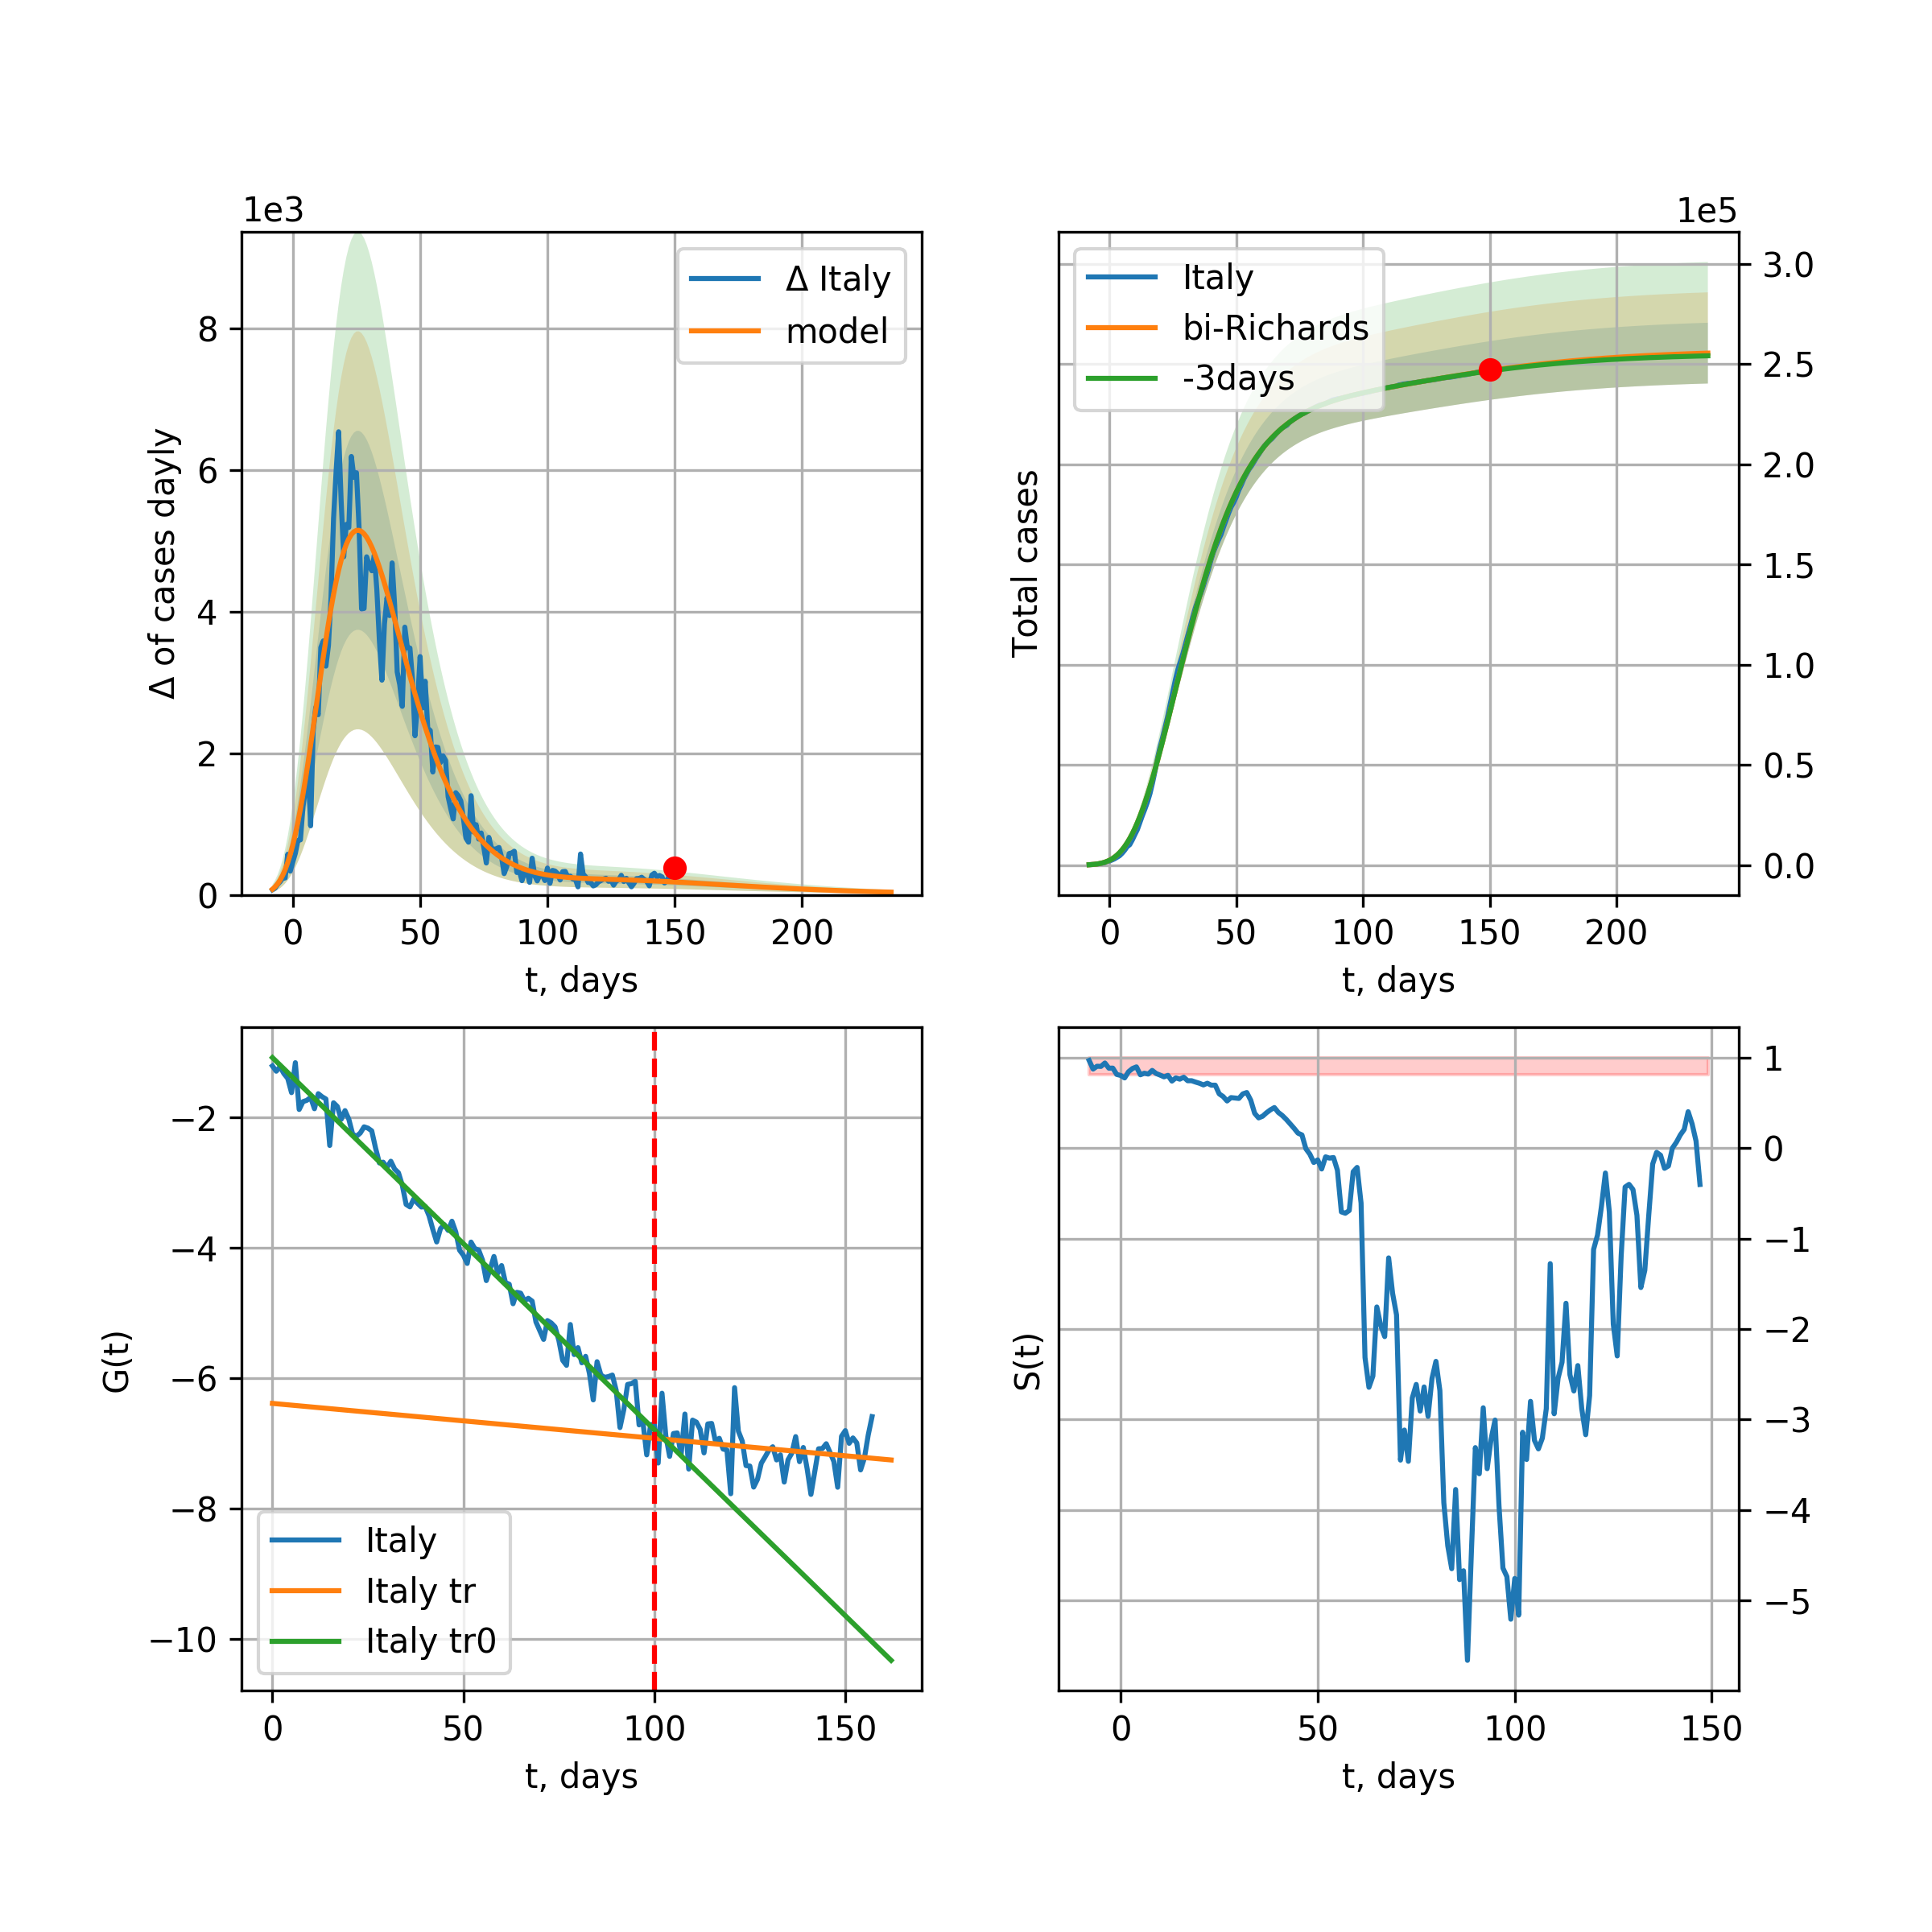 1e3
Δ of cases dayly
8
6
4
2
0
Δ Italy
model
0 50 100 150 200
t, days
1e5
Total cases
Italy
bi-Richards
-3days
3.0
2.5
2.0
1.5
1.0
0.5
0.0
0 50 100 150 200
t, days
G(t)
−2
−4
−6
−8
−10
Italy
Italy tr
Italy tr0
0 50 100 150
t, days
S(t)
1
0
−1
−2
−3
−4
−5
0 50 100 150
t, days